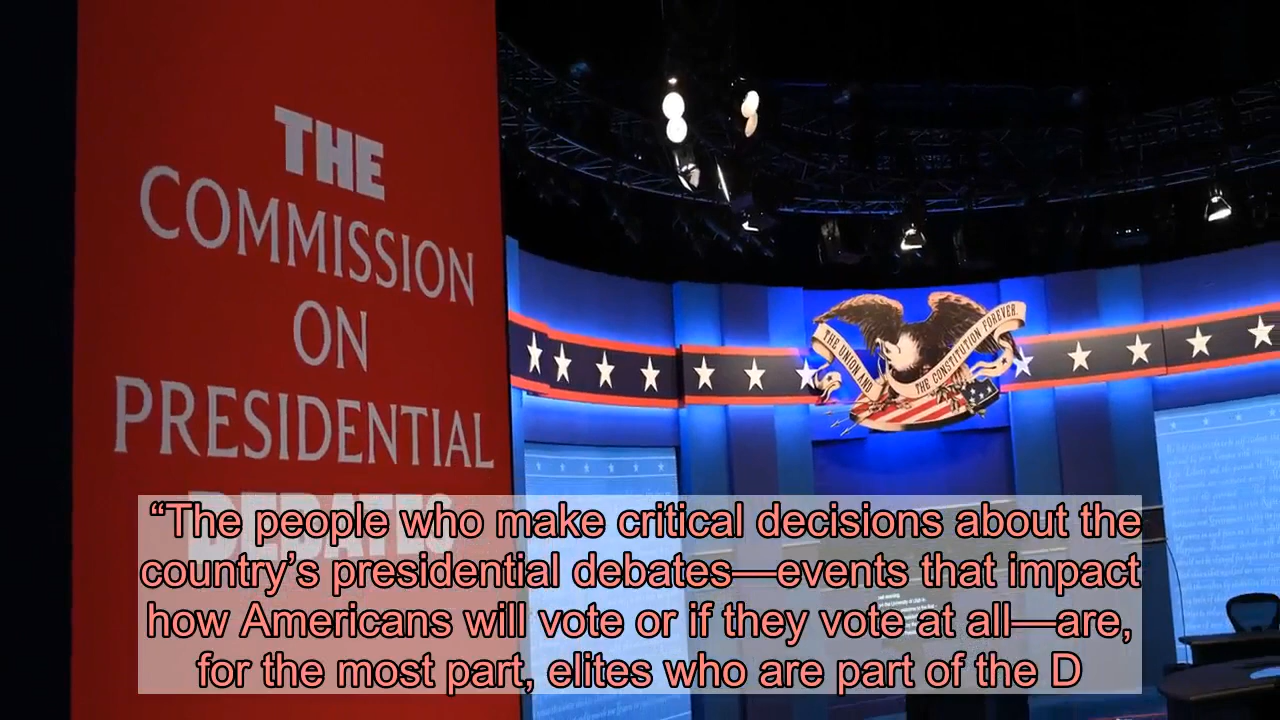 THE
COMMISSION
ON
PRESIDENTIAL
DEBATES
THE UNION AND THE CONSTITUTION FOREVER.
“The people who make critical decisions about the
country’s presidential debates—events that impact
how Americans will vote or if they vote at all—are,
for the most part, elites who are part of the D